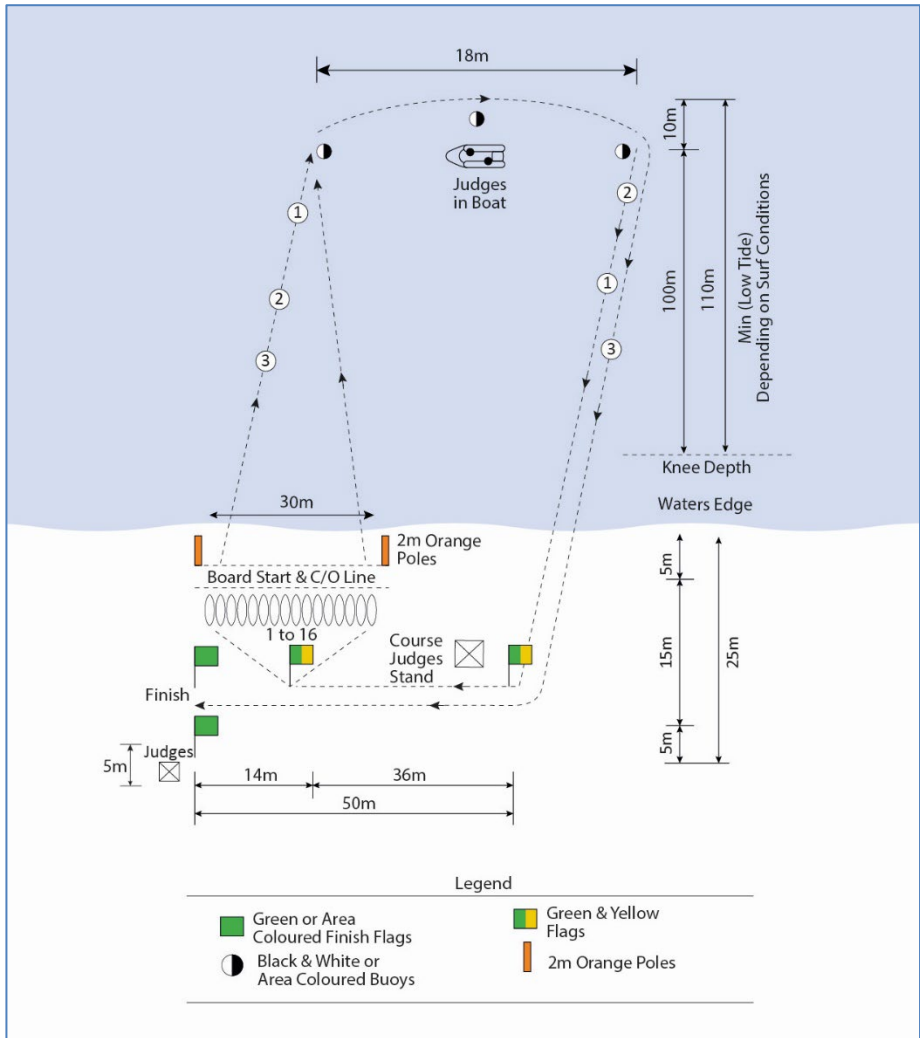 18m
10m
Judges
in Boat
1
2
2
1
3
3
100m
110m
Min (Low Tide)
Depending on Surf Conditions
Knee Depth
Waters Edge
30m
2m Orange
Poles
Board Start & C/O Line
1 to 16
Course
Judges
Stand
5m
15m
25m
5m
Finish
Judges
5m
14m
36m
50m
Legend
Green or Area
Coloured Finish Flags
Green & Yellow
Flags
Black & White or
Area Coloured Buoys
2m Orange Poles